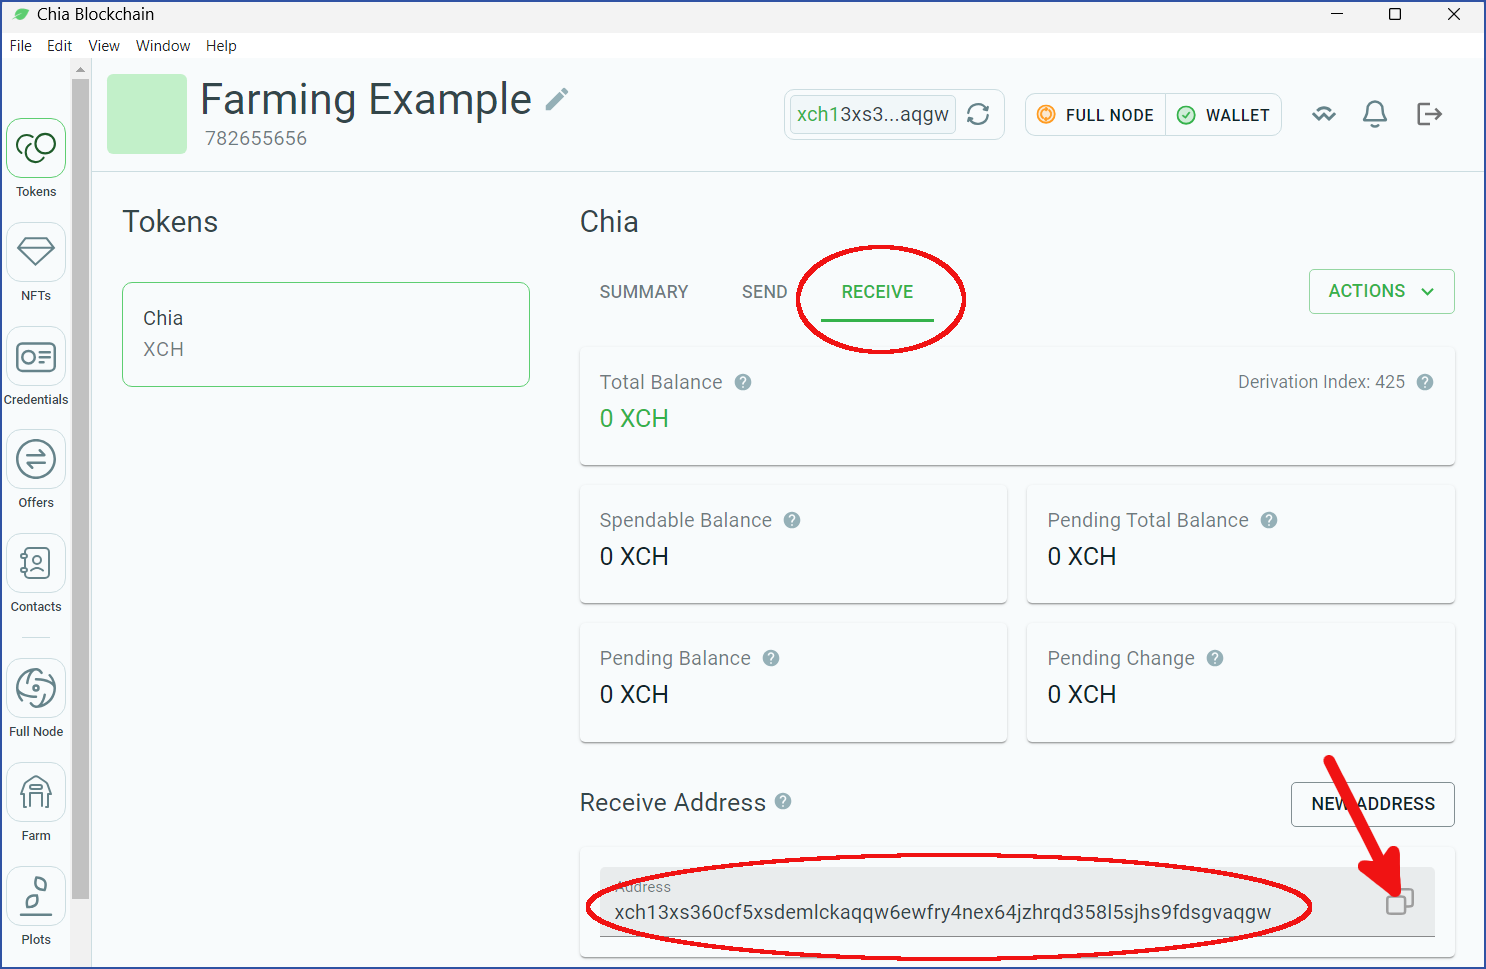 Chia Blockchain
File Edit View Window Help
Farming Example
782655656
xch13xs3...aqgw
FULL NODE
WALLET
Tokens
NFTs
Credentials
Offers
Contacts
Full Node
Farm
Plots
Tokens
Chia
XCH
Chia
SUMMARY SEND RECEIVE
ACTIONS
Total Balance ?
Derivation Index: 425 ?
0 XCH
Spendable Balance ?
0 XCH
Pending Total Balance ?
0 XCH
Pending Balance ?
0 XCH
Pending Change ?
0 XCH
Receive Address ?
NEW ADDRESS
Address
xch13xs360cf5xsdemlckaqqw6ewfry4nex64jzhrqd358l5sjhs9fdsgvaqgw